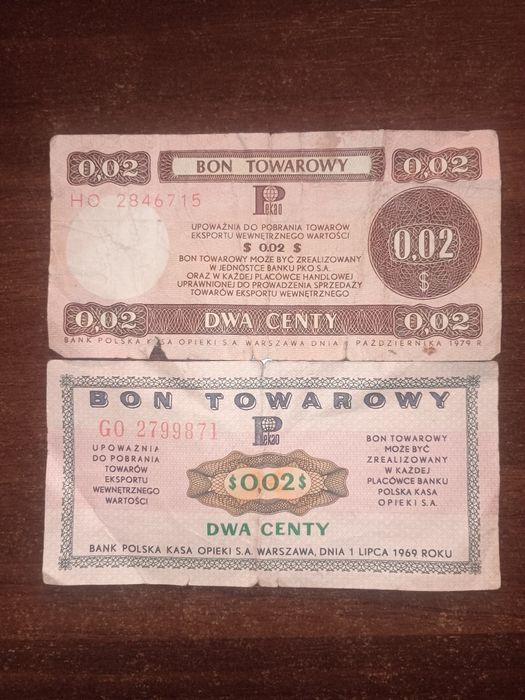 0,02 BON TOWAROWY 0,02
HO 2846715
Pekao
UPOWAŻNIA DO POBRANIA TOWARÓW
EKSPORTU WEWNĘTRZNEGO WARTOŚCI
$ 0.02 $
BON TOWAROWY MOŻE BYĆ ZREALIZOWANY
W JEDNOSTCE BANKU PKO S.A.
ORAZ W KAŻDEJ PLACÓWCE HANDLOWEJ
UPRAWNIONEJ DO PROWADZENIA SPRZEDAŻY
TOWARÓW EKSPORTU WEWNĘTRZNEGO
0,02
$
0,02 DWA CENTY 0,02
BANK POLSKA KASA OPIEKI S.A. WARSZAWA DNIA 1 PAŹDZIERNIKA 1979 R
BON TOWAROWY
GO 2799871
Pekao
UPOWAŻNIA
DO POBRANIA
TOWARÓW
EKSPORTU
WEWNĘTRZNEGO
WARTOŚCI
$0,02$
DWA CENTY
BON TOWAROWY
MOŻE BYĆ
ZREALIZOWANY
W KAŻDEJ
PLACÓWCE BANKU
POLSKA KASA
OPIEKI S.A.
BANK POLSKA KASA OPIEKI S.A. WARSZAWA, DNIA 1 LIPCA 1969 ROKU